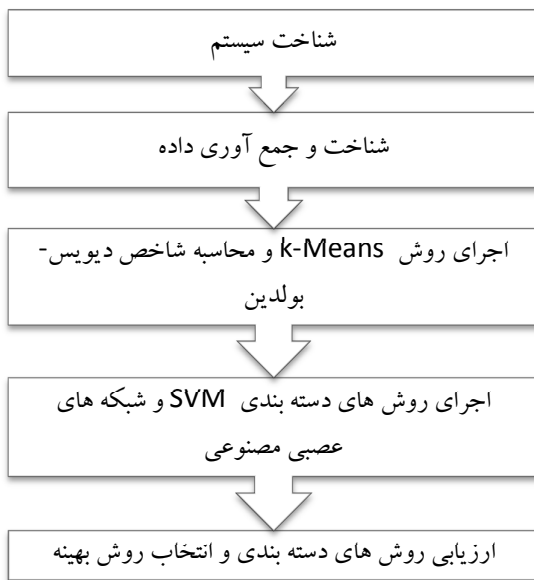 شناخت سیستم
شناخت و جمع آوری داده
اجرای روش k-Means و محاسبه شاخص دیویس-
بولدین
اجرای روش های دسته بندی SVM و شبکه های
عصبی مصنوعی
ارزیابی روش های دسته بندی و انتخاب روش بهینه